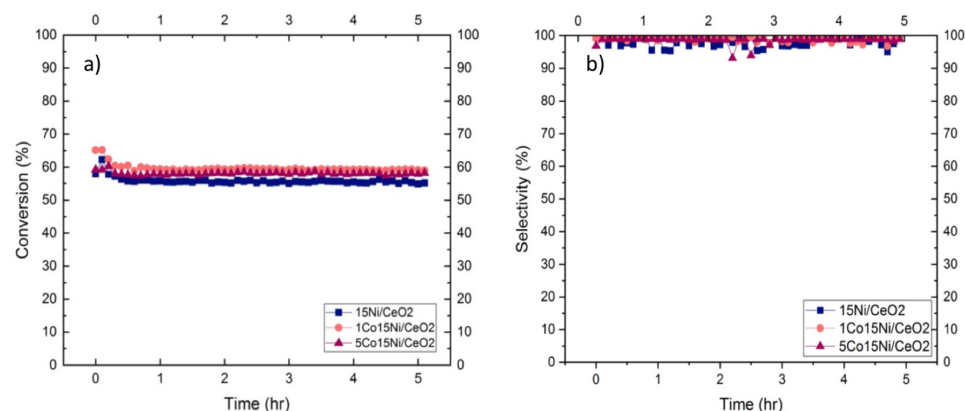 0 1 2 3 4 5
100 100
90 90
80 80
70 70
60 60
50 50
40 40
30 30
20 20
10 10
0 0
a)
Conversion (%)
15Ni/CeO2
1Co15Ni/CeO2
5Co15Ni/CeO2
0 1 2 3 4 5
Time (hr)
0 1 2 3 4 5
100 100
90 90
80 80
70 70
60 60
50 50
40 40
30 30
20 20
10 10
0 0
b)
Selectivity (%)
15Ni/CeO2
1Co15Ni/CeO2
5Co15Ni/CeO2
0 1 2 3 4 5
Time (hr)